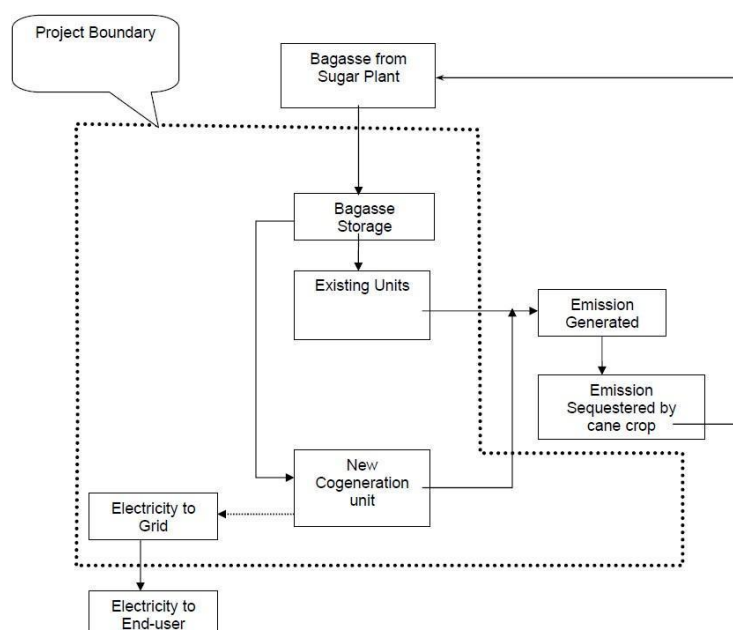 Project Boundary
Bagasse from
Sugar Plant
Bagasse
Storage
Existing Units
Emission
Generated
Emission
Sequestered by
cane crop
New
Cogeneration
unit
Electricity to
Grid
Electricity to
End-user